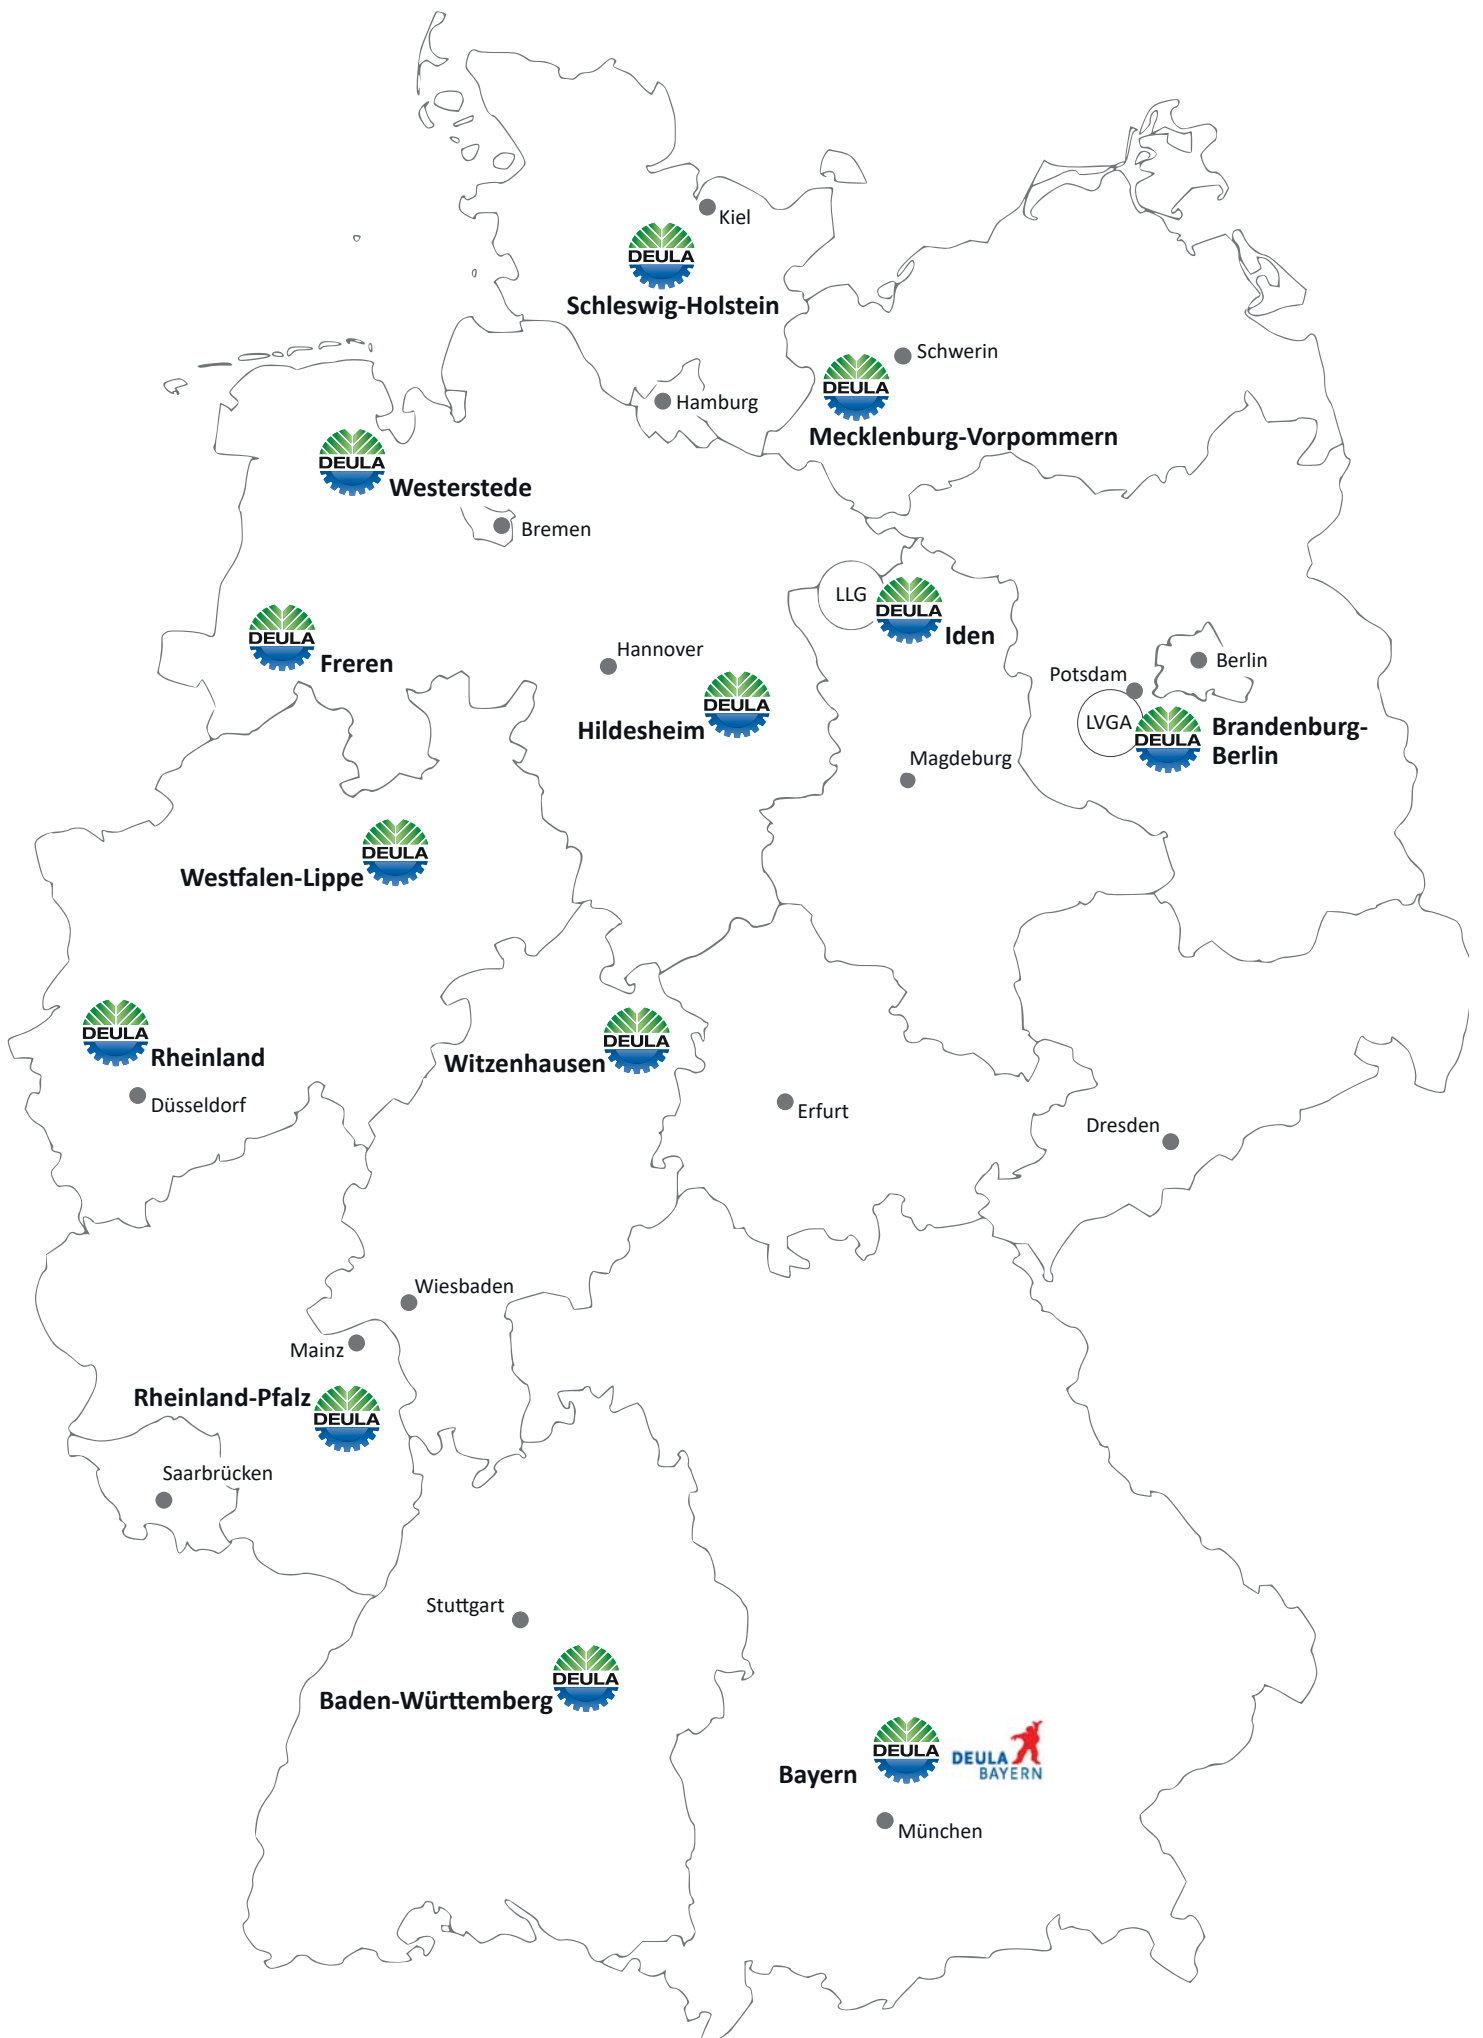 Kiel
DEULA
Schleswig-Holstein
Schwerin
DEULA
Hamburg
Mecklenburg-Vorpommern
DEULA
Westerstede
Bremen
LLG
DEULA
Iden
DEULA
Freren
Hannover
Berlin
Potsdam
DEULA
Hildesheim
LVGA
DEULA
Brandenburg-
Berlin
Magdeburg
DEULA
Westfalen-Lippe
DEULA
Rheinland
DEULA
Witzenhausen
Düsseldorf
Erfurt
Dresden
Wiesbaden
Mainz
Rheinland-Pfalz
DEULA
Saarbrücken
Stuttgart
DEULA
Baden-Württemberg
DEULA
DEULA
BAYERN
Bayern
München